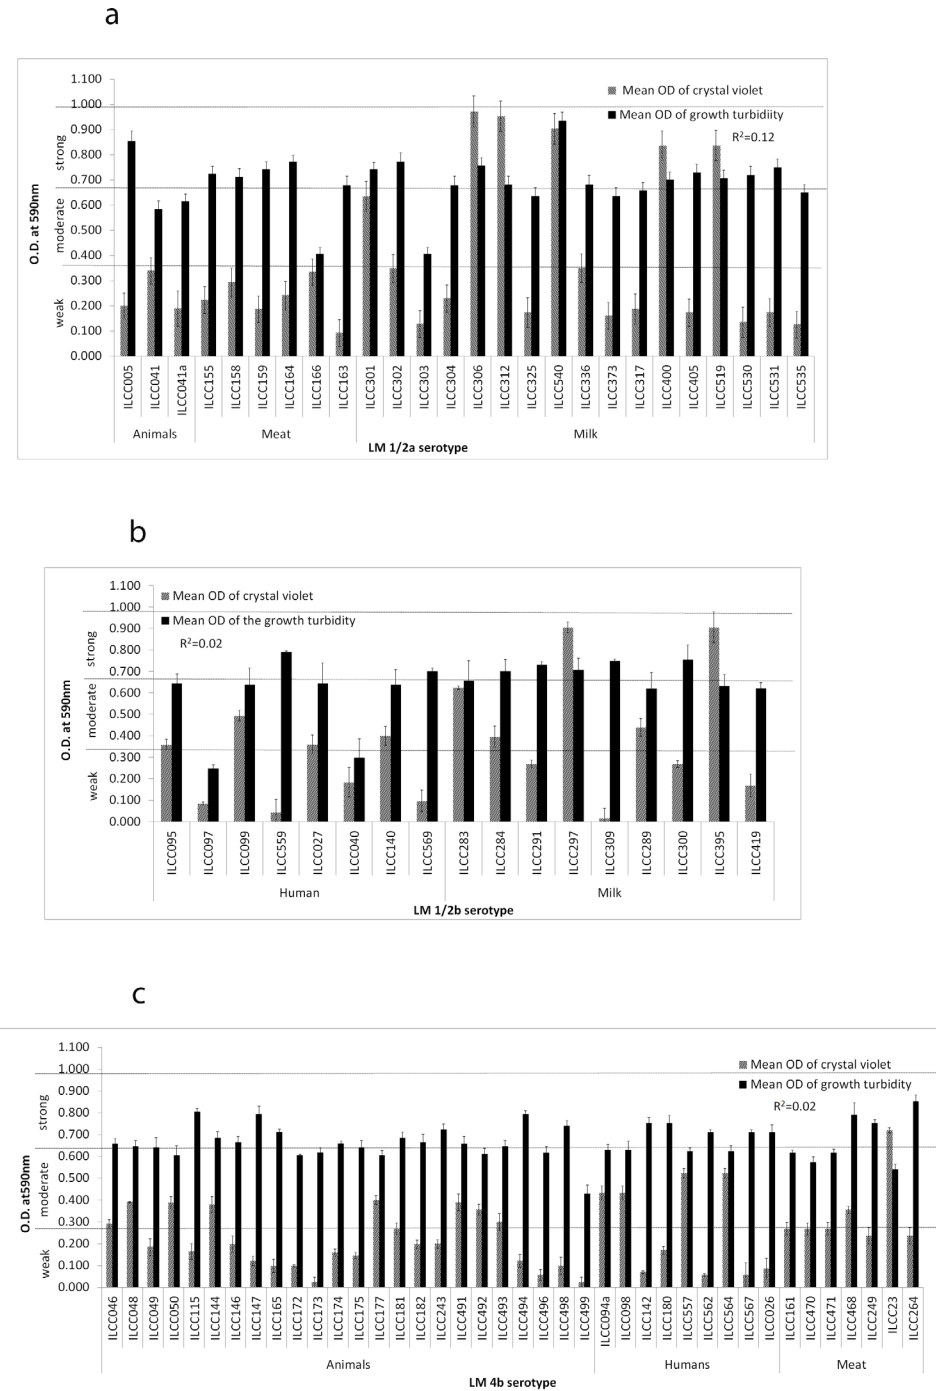 a
1.100
1.000
0.900
0.800
0.700
0.600
0.500
0.400
0.300
0.200
0.100
0.000
O.D. at 590nm
strong
moderate
weak
Mean OD of crystal violet
Mean OD of growth turbidiity
R²=0.12
ILCC005 ILCC041 ILCC041a ILCC155 ILCC158 ILCC159 ILCC164 ILCC166 ILCC163 ILCC301 ILCC302 ILCC303 ILCC304 ILCC306 ILCC312 ILCC325 ILCC540 ILCC336 ILCC373 ILCC317 ILCC400 ILCC405 ILCC519 ILCC530 ILCC531 ILCC535
Animals Meat Milk
LM 1/2a serotype
b
1.100
1.000
0.900
0.800
0.700
0.600
0.500
0.400
0.300
0.200
0.100
0.000
O.D. at 590nm
strong
moderate
weak
Mean OD of crystal violet
Mean OD of the growth turbidity
R²=0.02
ILCC095 ILCC097 ILCC099 ILCC559 ILCC027 ILCC040 ILCC140 ILCC569 ILCC283 ILCC284 ILCC291 ILCC297 ILCC309 ILCC289 ILCC300 ILCC395 ILCC419
Human Milk
LM 1/2b serotype
c
1.100
1.000
0.900
0.800
0.700
0.600
0.500
0.400
0.300
0.200
0.100
0.000
O.D. at590nm
strong
moderate
weak
Mean OD of crystal violet
Mean OD of growth turbidity
R²=0.02
ILCC046 ILCC048 ILCC049 ILCC050 ILCC115 ILCC144 ILCC146 ILCC147 ILCC165 ILCC172 ILCC173 ILCC174 ILCC175 ILCC177 ILCC181 ILCC182 ILCC243 ILCC491 ILCC492 ILCC493 ILCC494 ILCC496 ILCC498 ILCC499 ILCC094a ILCC098 ILCC142 ILCC180 ILCC557 ILCC562 ILCC564 ILCC567 ILCC026 ILCC161 ILCC470 ILCC471 ILCC468 ILCC249 ILCC23 ILCC264
Animals Humans Meat
LM 4b serotype